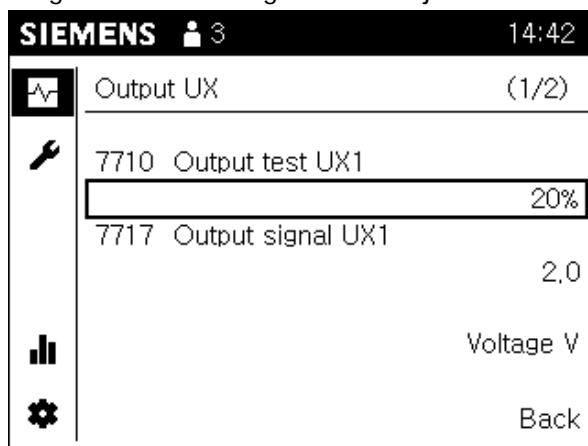 SIEMENS 3 14:42
Output UX (1/2)
7710 Output test UX1
20%
7717 Output signal UX1
2,0
Voltage V
Back